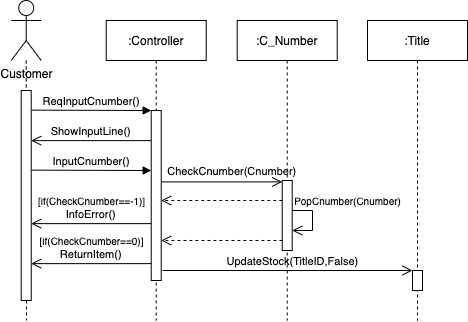 :Controller
:C_Number
:Title
Customer
ReqInputCnumber()
ShowInputLine()
InputCnumber()
CheckCnumber(Cnumber)
[if(CheckCnumber==-1)]
InfoError()
PopCnumber(Cnumber)
[if(CheckCnumber==0)]
ReturnItem()
UpdateStock(TitleID,False)